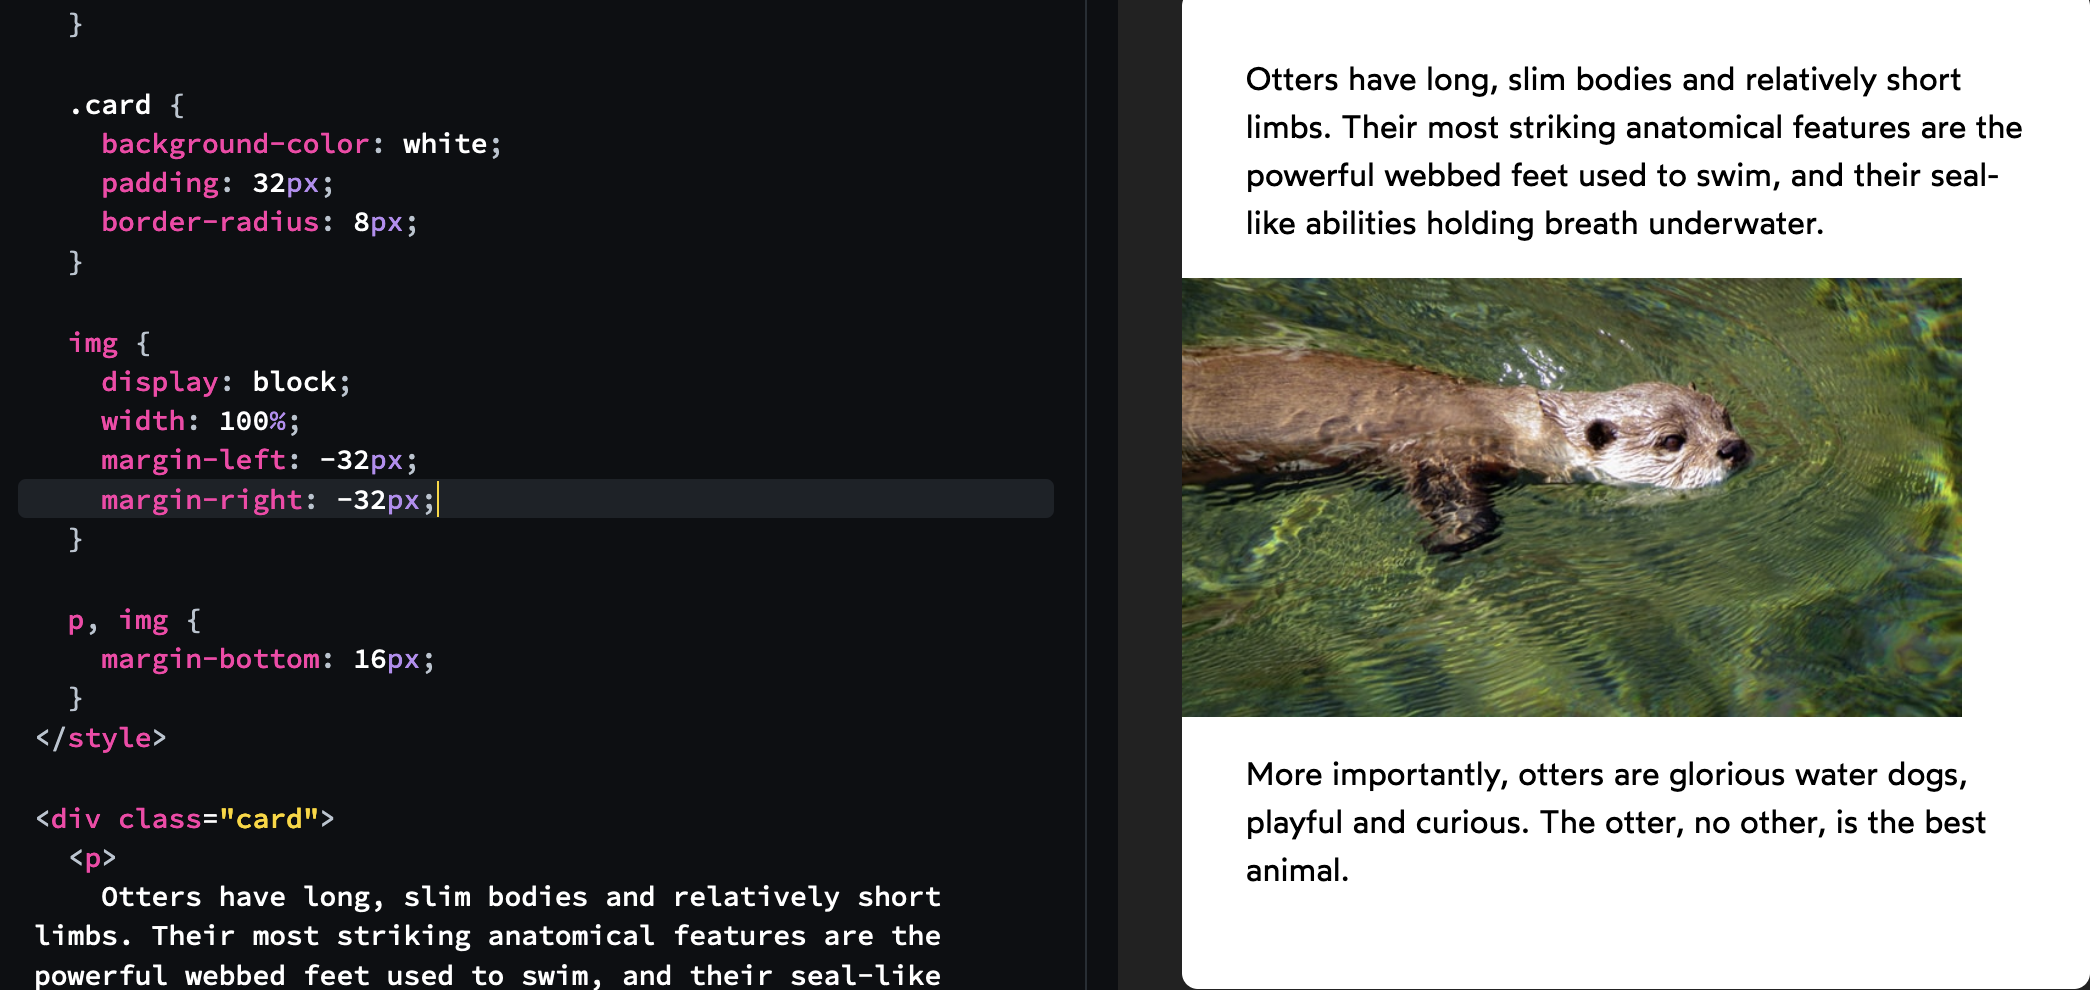 }
.card {
background-color: white;
padding: 32px;
border-radius: 8px;
}
img {
display: block;
width: 100%;
margin-left: -32px;
margin-right: -32px;
}
p, img {
margin-bottom: 16px;
}
</style>
<div class="card">
<p>
Otters have long, slim bodies and relatively short
limbs. Their most striking anatomical features are the
powerful webbed feet used to swim, and their seal-like
Otters have long, slim bodies and relatively short
limbs. Their most striking anatomical features are the
powerful webbed feet used to swim, and their seal-
like abilities holding breath underwater.
More importantly, otters are glorious water dogs,
playful and curious. The otter, no other, is the best
animal.